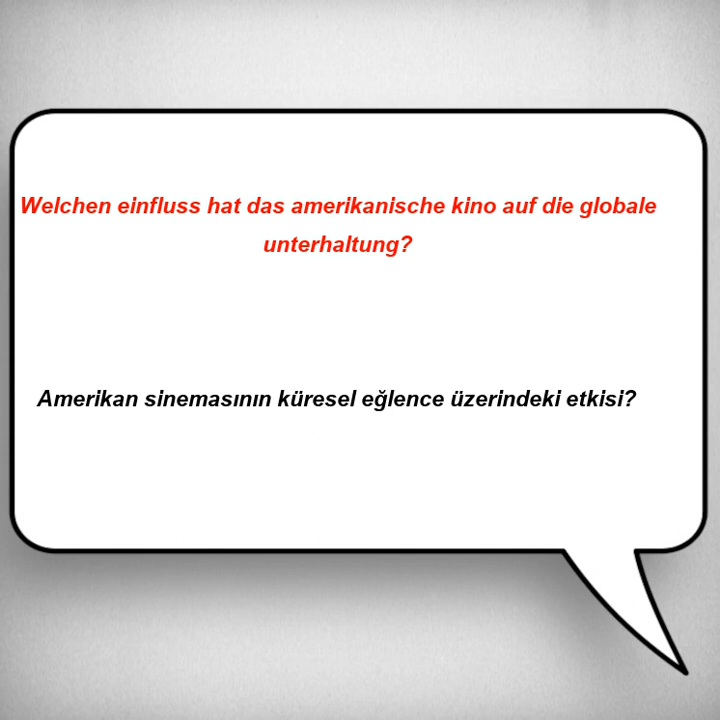 Welchen einfluss hat das amerikanische kino auf die globale
unterhaltung?
Amerikan sinemasının küresel eğlence üzerindeki etkisi?